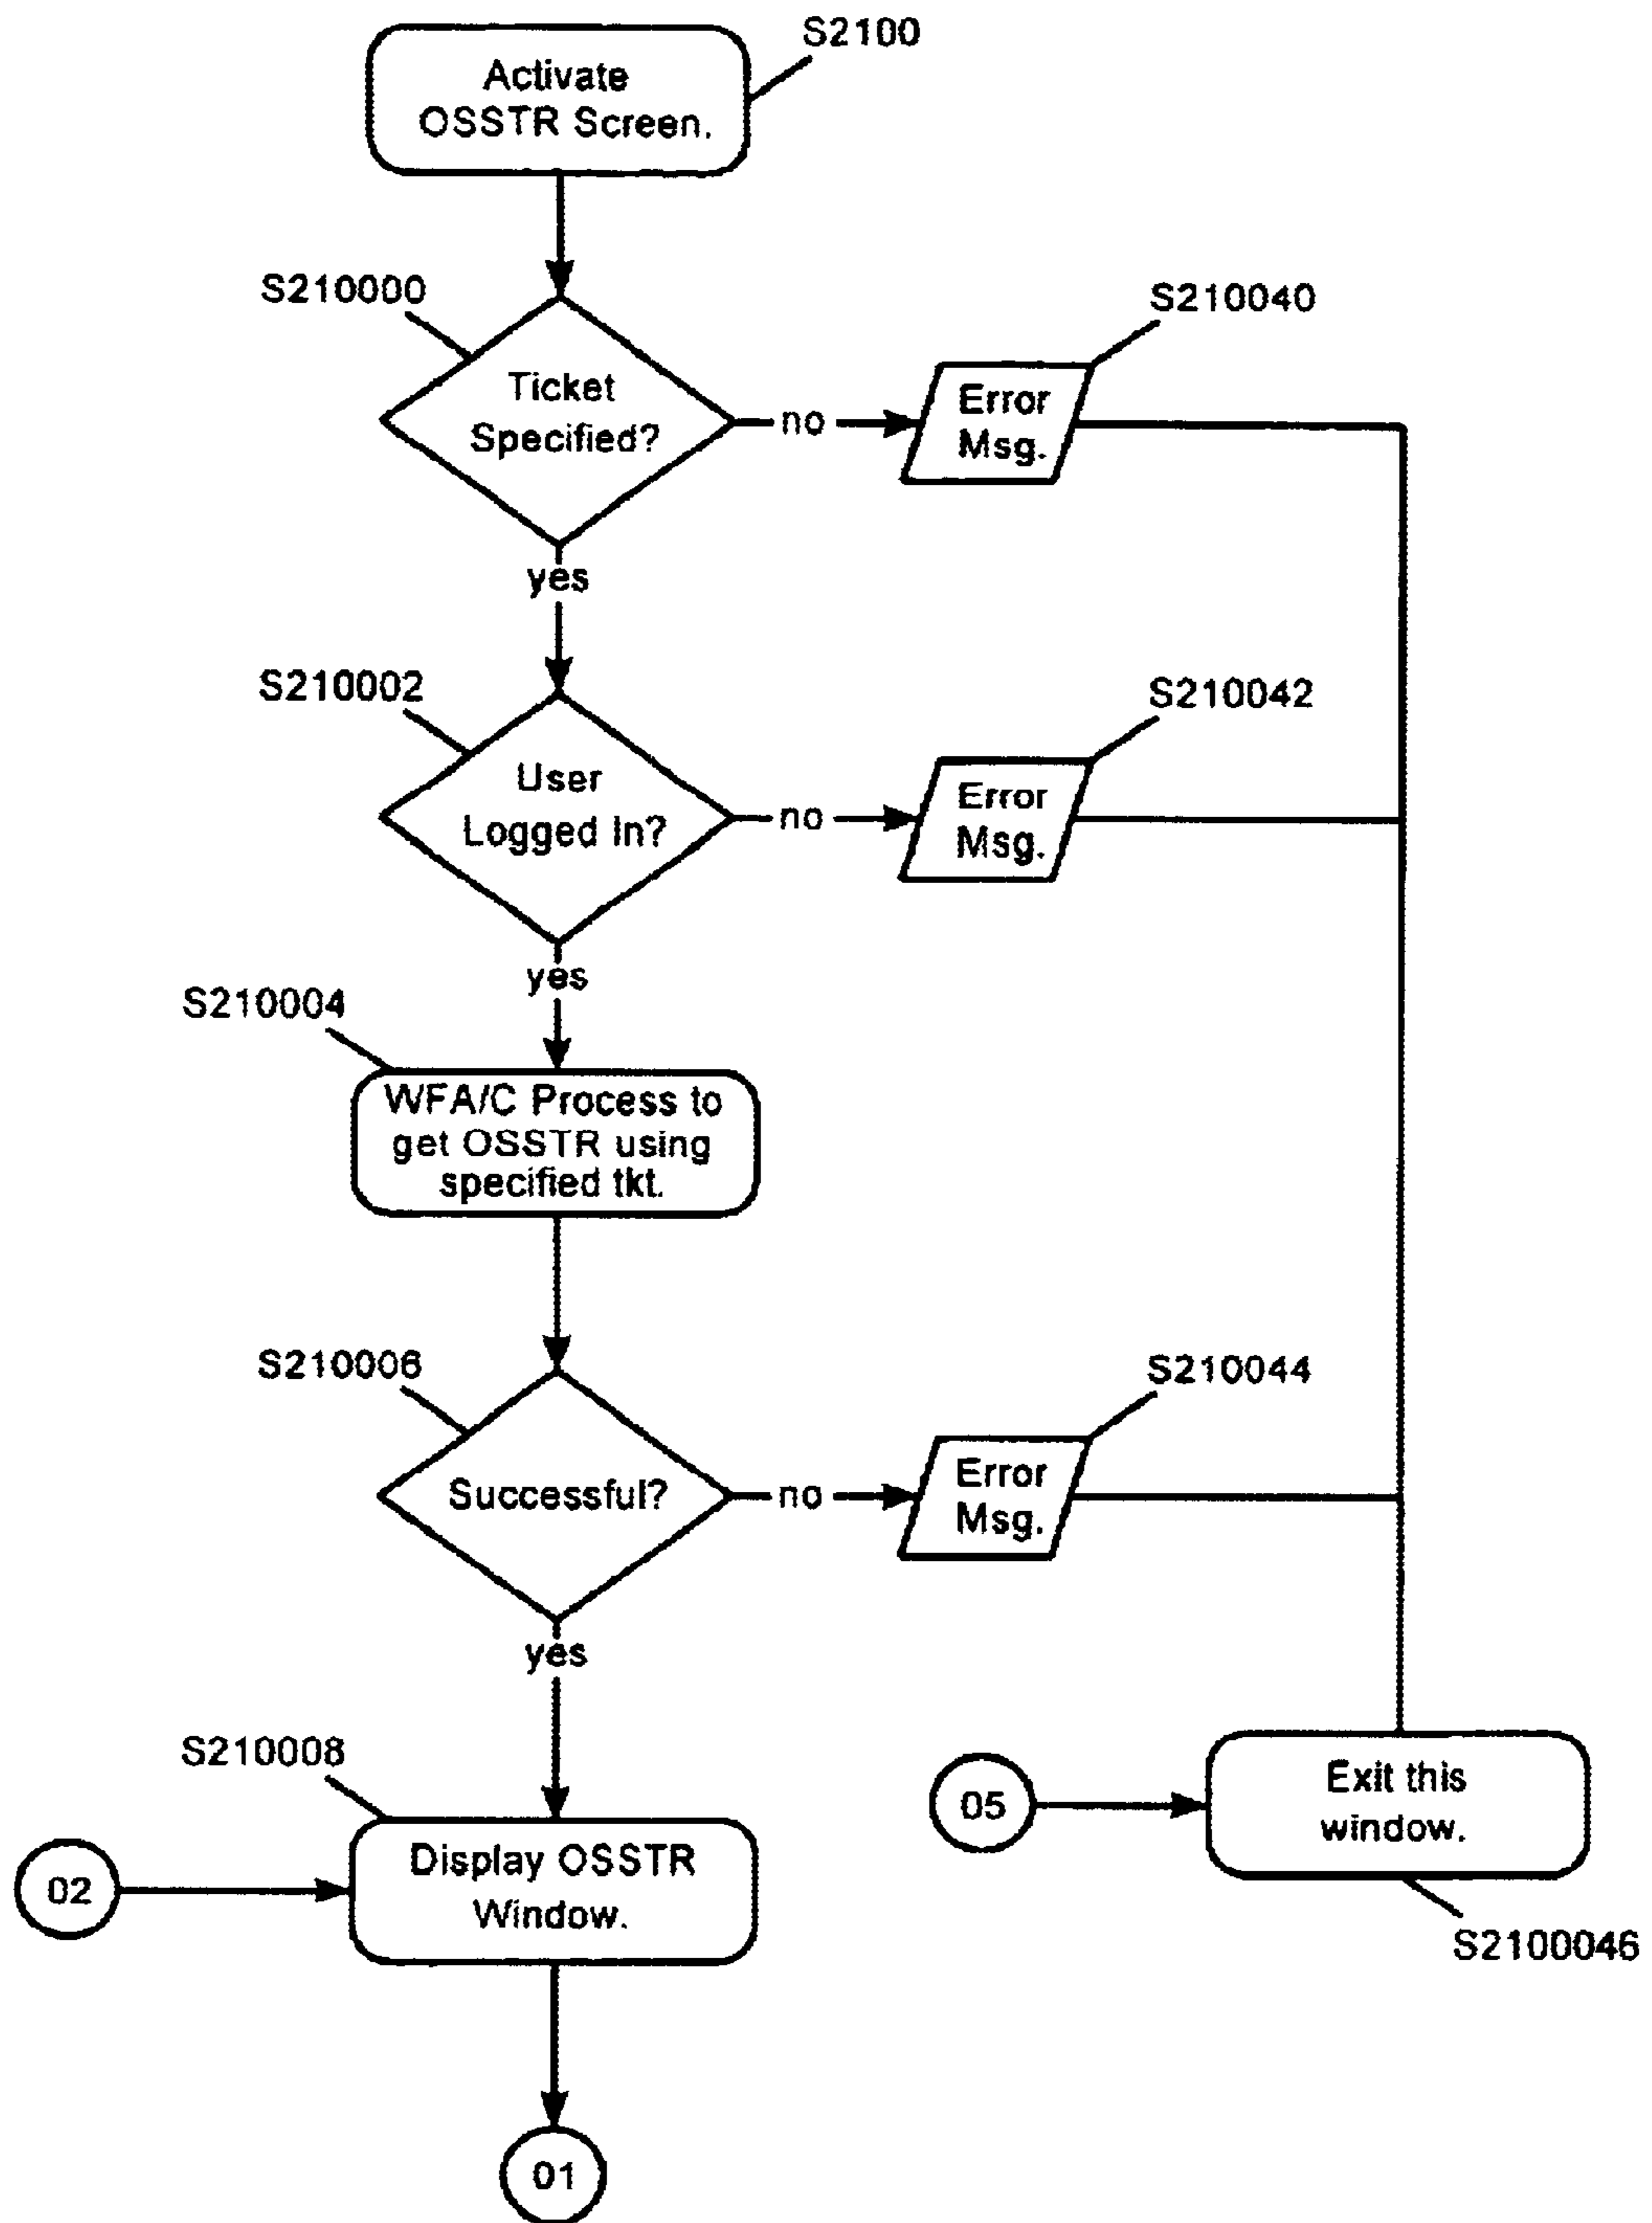 S2100
Activate
OSSTR Screen.
S210000
Ticket
Specified?
no
S210040
Error
Msg.
yes
S210002
User
Logged In?
no
S210042
Error
Msg.
yes
S210004
WFA/C Process to
get OSSTR using
specified tkt.
S210006
Successful?
no
S210044
Error
Msg.
yes
S210008
02
Display OSSTR
Window.
05
Exit this
window.
S2100046
01